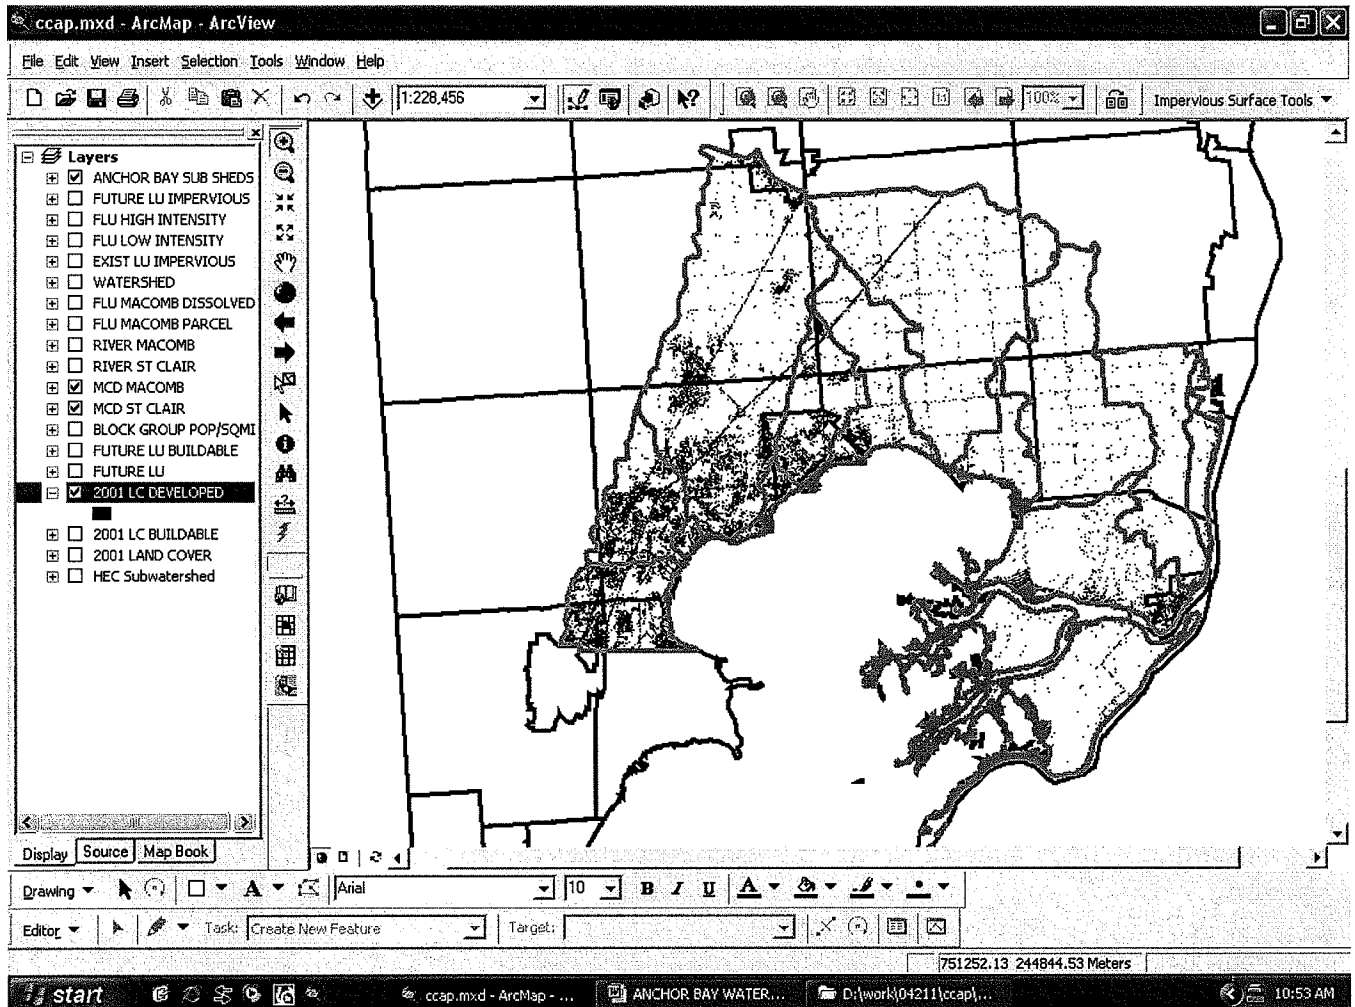 ccap.mxd - ArcMap - ArcView
File Edit View Insert Selection Tools Window Help
1:228,456
100%
Impervious Surface Tools
Layers
ANCHOR BAY SUB SHEDS
FUTURE LU IMPERVIOUS
FLU HIGH INTENSITY
FLU LOW INTENSITY
EXIST LU IMPERVIOUS
WATERSHED
FLU MACOMB DISSOLVED
FLU MACOMB PARCEL
RIVER MACOMB
RIVER ST CLAIR
MCD MACOMB
MCD ST CLAIR
BLOCK GROUP POP/SQMI
FUTURE LU BUILDABLE
FUTURE LU
2001 LC DEVELOPED
2001 LC BUILDABLE
2001 LAND COVER
HEC Subwatershed
Display Source Map Book
Drawing A Arial 10 B I U A
Editor Task: Create New Feature Target:
751252.13 244844.53 Meters
start ccap.mxd - ArcMap - ... ANCHOR BAY WATER... D:\work\04211\ccap\... 10:53 AM